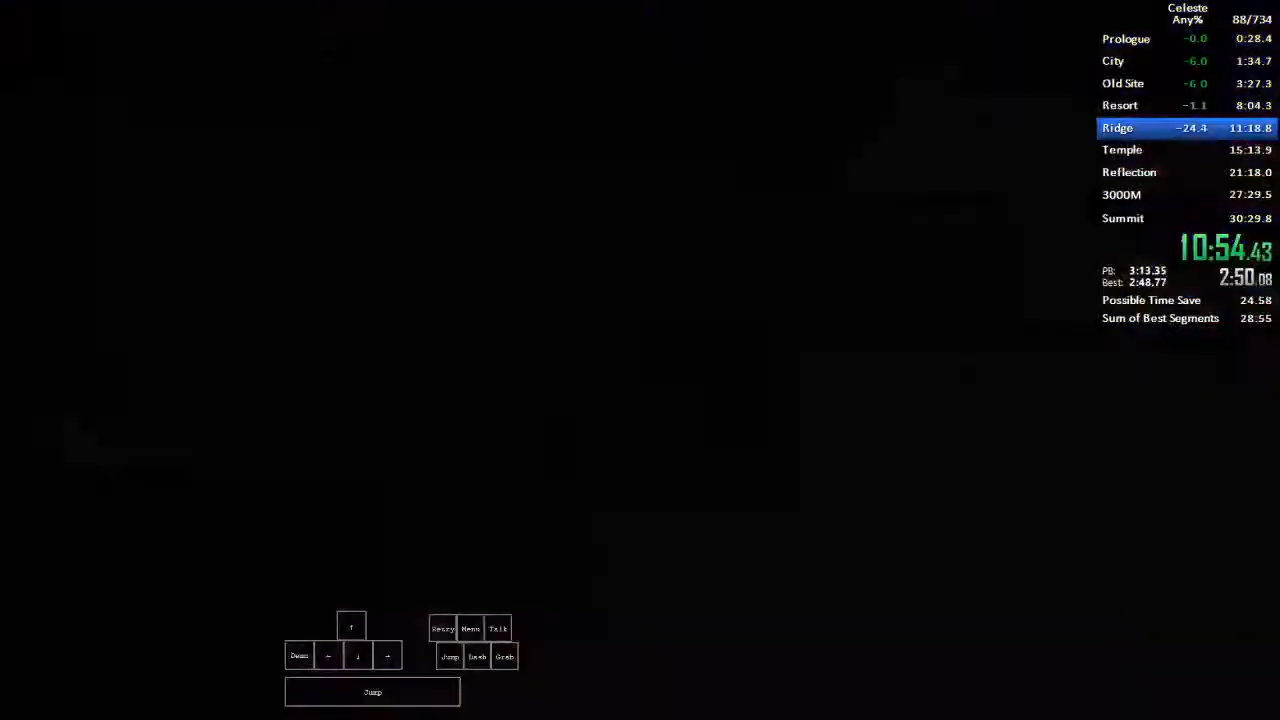 Celeste
Any% 88/734
Prologue -0.0 0:28.4
City -6.0 1:34.7
Old Site -6.0 3:27.3
Resort -1.1 8:04.3
Ridge -24.4 11:18.8
Temple 15:13.9
Reflection 21:18.0
3000M 27:29.5
Summit 30:29.8
10:54.43
PB: 3:13.35
Best: 2:48.77
2:50.08
Possible Time Save 24.58
Sum of Best Segments 28:55
↑
Retry Menu Talk
Demo ← ↓ →
Jump Dash Grab
Jump